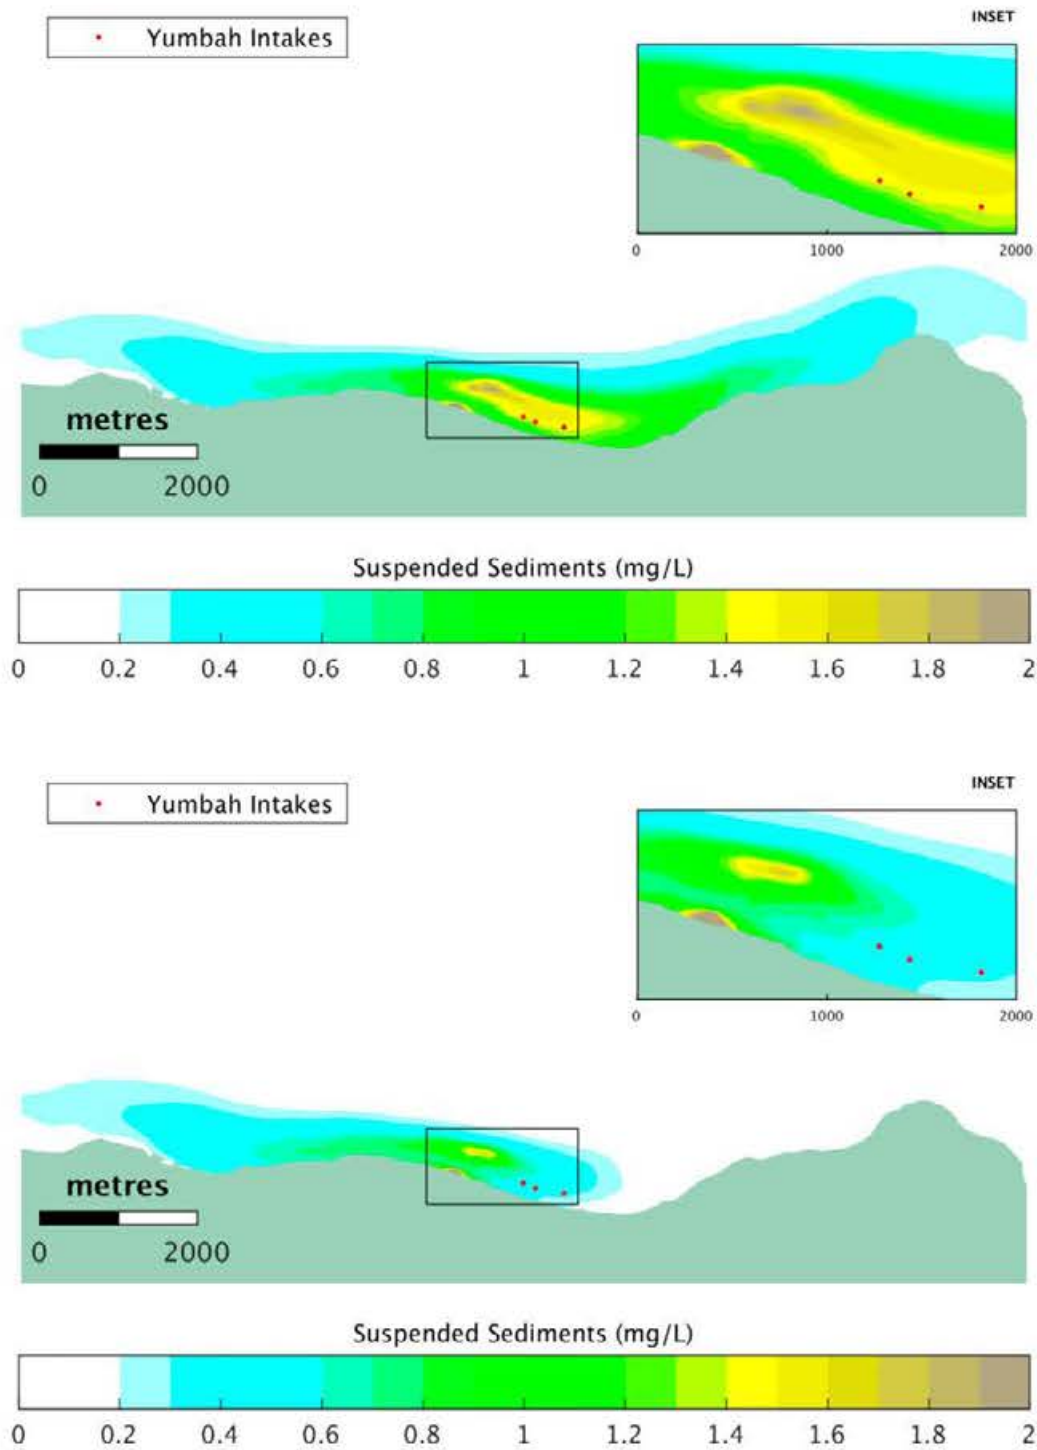 INSET
Yumbah Intakes
0 1000 2000
metres
0 2000
Suspended Sediments (mg/L)
0 0.2 0.4 0.6 0.8 1 1.2 1.4 1.6 1.8 2
INSET
Yumbah Intakes
0 1000 2000
metres
0 2000
Suspended Sediments (mg/L)
0 0.2 0.4 0.6 0.8 1 1.2 1.4 1.6 1.8 2